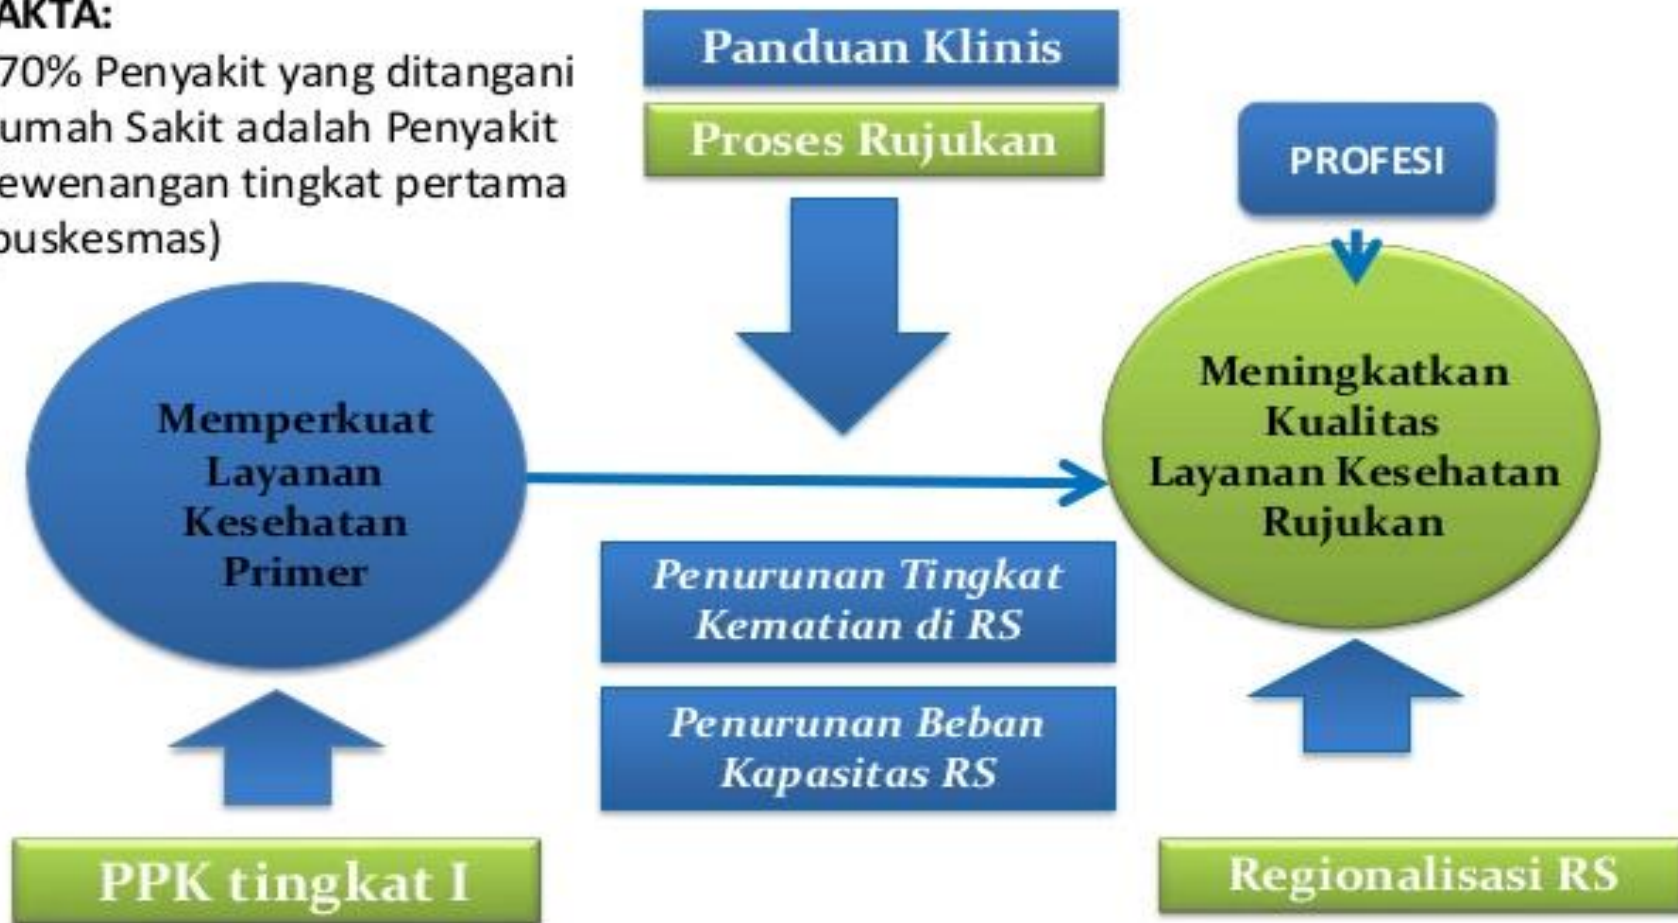 AKTA:
70% Penyakit yang ditangani
umah Sakit adalah Penyakit
ewenangan tingkat pertama
puskesmas)
Panduan Klinis
Proses Rujukan
PROFESI
Memperkuat
Layanan
Kesehatan
Primer
Meningkatkan
Kualitas
Layanan Kesehatan
Rujukan
Penurunan Tingkat
Kematian di RS
Penurunan Beban
Kapasitas RS
PPK tingkat I
Regionalisasi RS